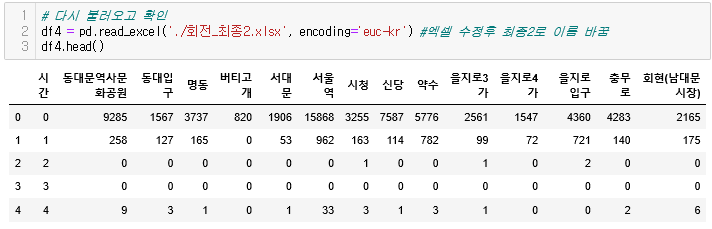 1 # 다시 불러오고 확인
2 df4 = pd.read_excel('./회전_최종2.xlsx', encoding='euc-kr') #엑셀 수정후 최종2로 이름 바꿈
3 df4.head()
시간 동대문역사문화공원 동대입구 명동 버티고개 서대문 서울역 시청 신당 약수 을지로3가 을지로4가 을지로입구 충무로 회현(남대문시장)
0 0 9285 1567 3737 820 1906 15868 3255 7587 5776 2561 1547 4360 4283 2165
1 1 258 127 165 0 53 962 163 114 782 99 72 721 140 175
2 2 0 0 0 0 0 0 1 0 0 1 0 2 0 0
3 3 0 0 0 0 0 0 0 0 0 0 0 0 0 0
4 4 9 3 1 0 1 33 3 1 3 1 0 0 2 6